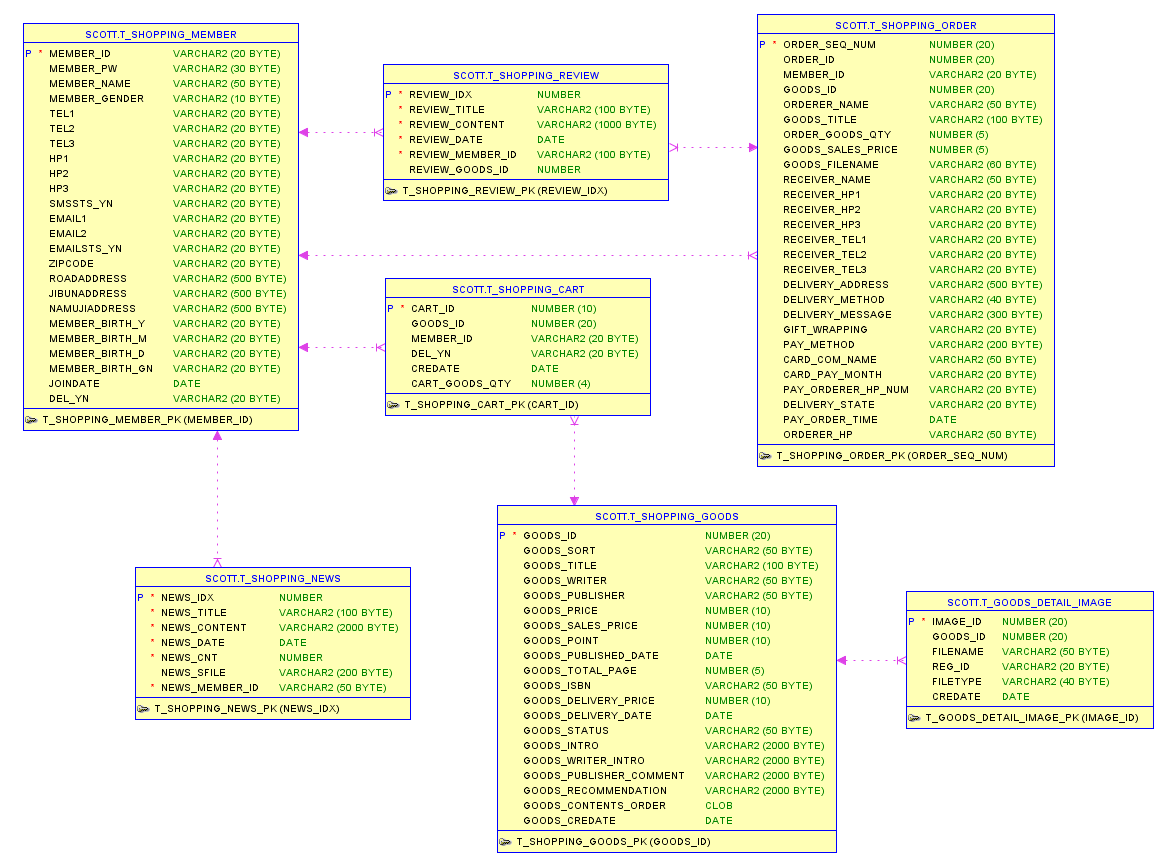 SCOTT.T_SHOPPING_MEMBER
P * MEMBER_ID VARCHAR2 (20 BYTE)
MEMBER_PW VARCHAR2 (30 BYTE)
MEMBER_NAME VARCHAR2 (50 BYTE)
MEMBER_GENDER VARCHAR2 (10 BYTE)
TEL1 VARCHAR2 (20 BYTE)
TEL2 VARCHAR2 (20 BYTE)
TEL3 VARCHAR2 (20 BYTE)
HP1 VARCHAR2 (20 BYTE)
HP2 VARCHAR2 (20 BYTE)
HP3 VARCHAR2 (20 BYTE)
SMSSTS_YN VARCHAR2 (20 BYTE)
EMAIL1 VARCHAR2 (20 BYTE)
EMAIL2 VARCHAR2 (20 BYTE)
EMAILSTS_YN VARCHAR2 (20 BYTE)
ZIPCODE VARCHAR2 (20 BYTE)
ROADADDRESS VARCHAR2 (500 BYTE)
JIBUNADDRESS VARCHAR2 (500 BYTE)
NAMUJIADDRESS VARCHAR2 (500 BYTE)
MEMBER_BIRTH_Y VARCHAR2 (20 BYTE)
MEMBER_BIRTH_M VARCHAR2 (20 BYTE)
MEMBER_BIRTH_D VARCHAR2 (20 BYTE)
MEMBER_BIRTH_GN VARCHAR2 (20 BYTE)
JOINDATE DATE
DEL_YN VARCHAR2 (20 BYTE)
T_SHOPPING_MEMBER_PK (MEMBER_ID)
SCOTT.T_SHOPPING_REVIEW
P * REVIEW_IDX NUMBER
* REVIEW_TITLE VARCHAR2 (100 BYTE)
* REVIEW_CONTENT VARCHAR2 (1000 BYTE)
* REVIEW_DATE DATE
* REVIEW_MEMBER_ID VARCHAR2 (100 BYTE)
REVIEW_GOODS_ID NUMBER
T_SHOPPING_REVIEW_PK (REVIEW_IDX)
SCOTT.T_SHOPPING_ORDER
P * ORDER_SEQ_NUM NUMBER (20)
ORDER_ID NUMBER (20)
MEMBER_ID VARCHAR2 (20 BYTE)
GOODS_ID NUMBER (20)
ORDERER_NAME VARCHAR2 (50 BYTE)
GOODS_TITLE VARCHAR2 (100 BYTE)
ORDER_GOODS_QTY NUMBER (5)
GOODS_SALES_PRICE NUMBER (5)
GOODS_FILENAME VARCHAR2 (60 BYTE)
RECEIVER_NAME VARCHAR2 (50 BYTE)
RECEIVER_HP1 VARCHAR2 (20 BYTE)
RECEIVER_HP2 VARCHAR2 (20 BYTE)
RECEIVER_HP3 VARCHAR2 (20 BYTE)
RECEIVER_TEL1 VARCHAR2 (20 BYTE)
RECEIVER_TEL2 VARCHAR2 (20 BYTE)
RECEIVER_TEL3 VARCHAR2 (20 BYTE)
DELIVERY_ADDRESS VARCHAR2 (500 BYTE)
DELIVERY_METHOD VARCHAR2 (40 BYTE)
DELIVERY_MESSAGE VARCHAR2 (300 BYTE)
GIFT_WRAPPING VARCHAR2 (20 BYTE)
PAY_METHOD VARCHAR2 (200 BYTE)
CARD_COM_NAME VARCHAR2 (50 BYTE)
CARD_PAY_MONTH VARCHAR2 (20 BYTE)
PAY_ORDERER_HP_NUM VARCHAR2 (20 BYTE)
DELIVERY_STATE VARCHAR2 (20 BYTE)
PAY_ORDER_TIME DATE
ORDERER_HP VARCHAR2 (50 BYTE)
T_SHOPPING_ORDER_PK (ORDER_SEQ_NUM)
SCOTT.T_SHOPPING_CART
P * CART_ID NUMBER (10)
GOODS_ID NUMBER (20)
MEMBER_ID VARCHAR2 (20 BYTE)
DEL_YN VARCHAR2 (20 BYTE)
CREDATE DATE
CART_GOODS_QTY NUMBER (4)
T_SHOPPING_CART_PK (CART_ID)
SCOTT.T_SHOPPING_NEWS
P * NEWS_IDX NUMBER
* NEWS_TITLE VARCHAR2 (100 BYTE)
* NEWS_CONTENT VARCHAR2 (2000 BYTE)
* NEWS_DATE DATE
* NEWS_CNT NUMBER
NEWS_SFILE VARCHAR2 (200 BYTE)
* NEWS_MEMBER_ID VARCHAR2 (50 BYTE)
T_SHOPPING_NEWS_PK (NEWS_IDX)
SCOTT.T_SHOPPING_GOODS
P * GOODS_ID NUMBER (20)
GOODS_SORT VARCHAR2 (50 BYTE)
GOODS_TITLE VARCHAR2 (100 BYTE)
GOODS_WRITER VARCHAR2 (50 BYTE)
GOODS_PUBLISHER VARCHAR2 (50 BYTE)
GOODS_PRICE NUMBER (10)
GOODS_SALES_PRICE NUMBER (10)
GOODS_POINT NUMBER (10)
GOODS_PUBLISHED_DATE DATE
GOODS_TOTAL_PAGE NUMBER (5)
GOODS_ISBN VARCHAR2 (50 BYTE)
GOODS_DELIVERY_PRICE NUMBER (10)
GOODS_DELIVERY_DATE DATE
GOODS_STATUS VARCHAR2 (50 BYTE)
GOODS_INTRO VARCHAR2 (2000 BYTE)
GOODS_WRITER_INTRO VARCHAR2 (2000 BYTE)
GOODS_PUBLISHER_COMMENT VARCHAR2 (2000 BYTE)
GOODS_RECOMMENDATION VARCHAR2 (2000 BYTE)
GOODS_CONTENTS_ORDER CLOB
GOODS_CREDATE DATE
T_SHOPPING_GOODS_PK (GOODS_ID)
SCOTT.T_GOODS_DETAIL_IMAGE
P * IMAGE_ID NUMBER (20)
GOODS_ID NUMBER (20)
FILENAME VARCHAR2 (50 BYTE)
REG_ID VARCHAR2 (20 BYTE)
FILETYPE VARCHAR2 (40 BYTE)
CREDATE DATE
T_GOODS_DETAIL_IMAGE_PK (IMAGE_ID)